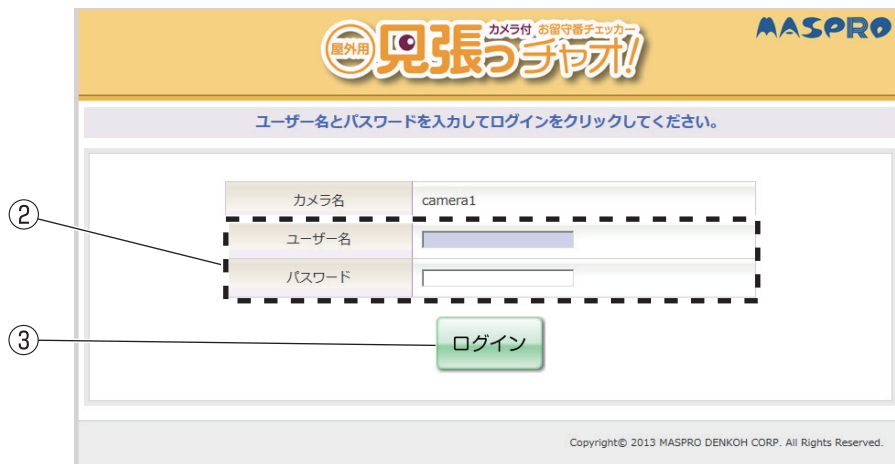 カメラ付 お留守番チェッカー
屋外用 見張っチャオ!
MASPRO
ユーザー名とパスワードを入力してログインをクリックしてください。
カメラ名 camera1
② ユーザー名
パスワード
③ ログイン
Copyright© 2013 MASPRO DENKOH CORP. All Rights Reserved.